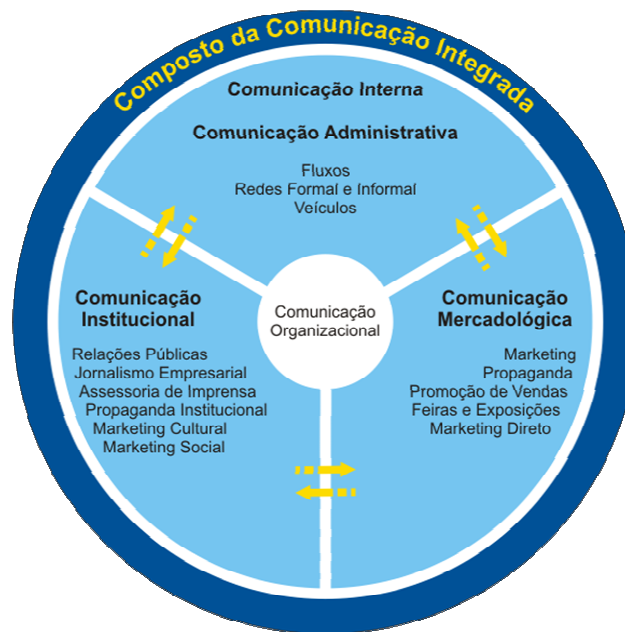 Composto da Comunicação Integrada
Comunicação Interna
Comunicação Administrativa
Fluxos
Redes Formal e Informal
Veículos
Comunicação
Organizacional
Comunicação
Institucional
Relações Públicas
Jornalismo Empresarial
Assessoria de Imprensa
Propaganda Institucional
Marketing Cultural
Marketing Social
Comunicação
Mercadológica
Marketing
Propaganda
Promoção de Vendas
Feiras e Exposições
Marketing Direto